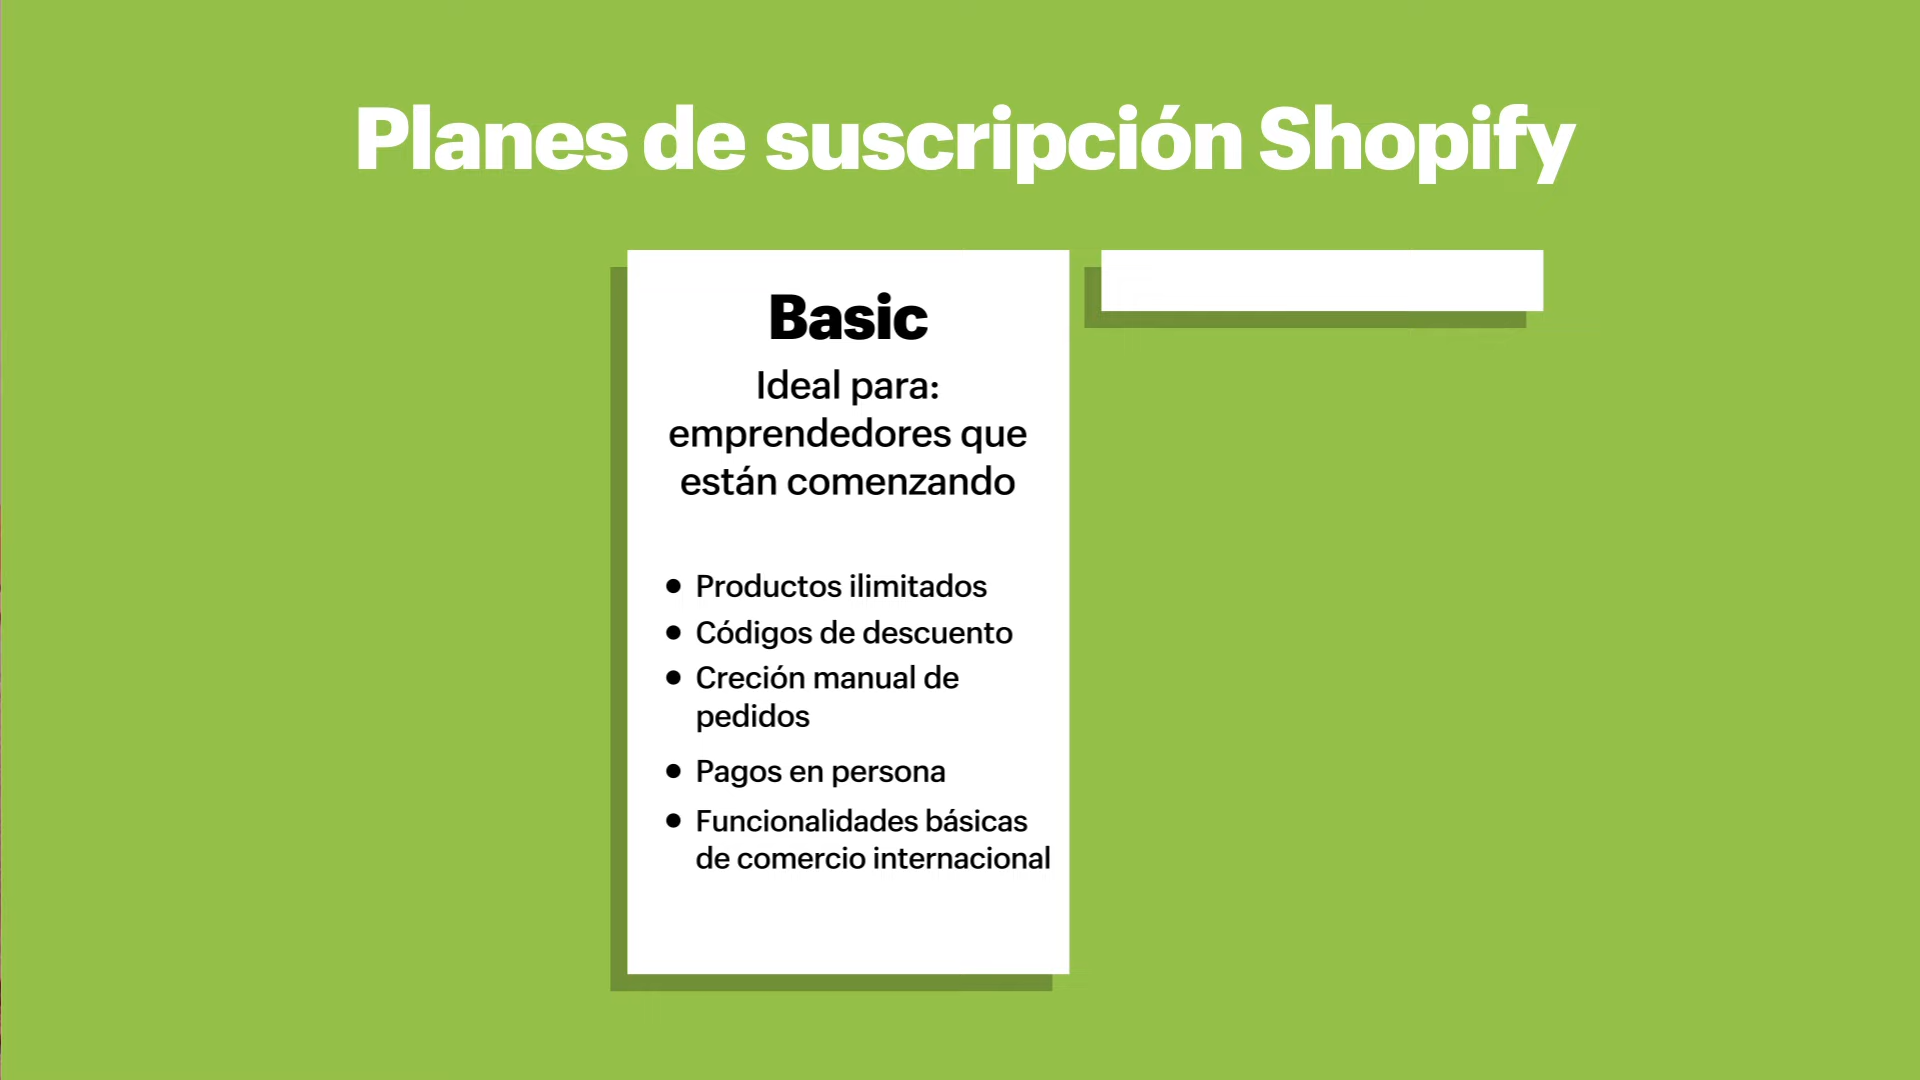 Planes de suscripción Shopify
Basic
Ideal para:
emprendedores que
están comenzando
• Productos ilimitados
• Códigos de descuento
• Creción manual de
pedidos
• Pagos en persona
• Funcionalidades básicas
de comercio internacional